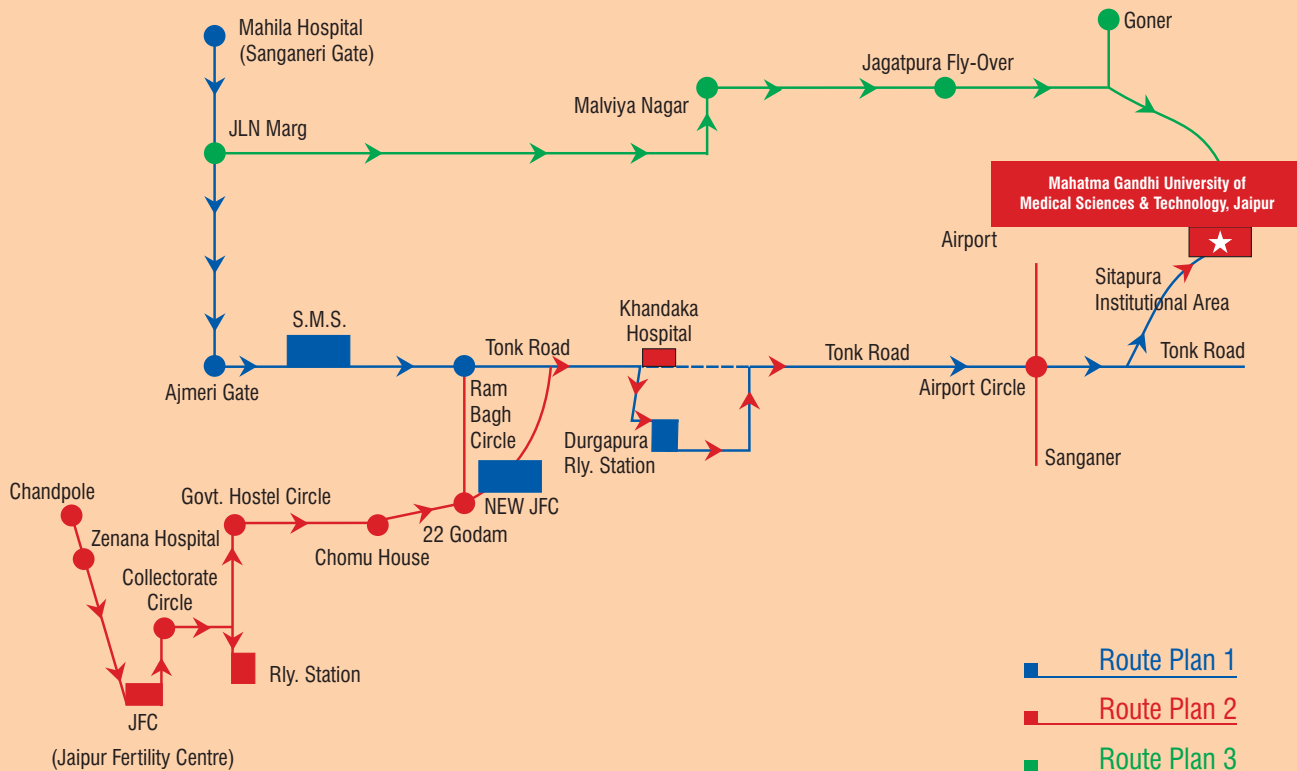 Mahila Hospital
(Sanganeri Gate)
Goner
Jagatpura Fly-Over
Malviya Nagar
JLN Marg
Mahatma Gandhi University of
Medical Sciences & Technology, Jaipur
Airport
Sitapura
Institutional Area
Khandaka
Hospital
S.M.S.
Tonk Road
Tonk Road
Tonk Road
Ajmeri Gate
Ram
Bagh
Circle
Airport Circle
Durgapura
Rly. Station
Sanganer
Chandpole
Govt. Hostel Circle
NEW JFC
22 Godam
Zenana Hospital
Chomu House
Collectorate
Circle
Rly. Station
JFC
(Jaipur Fertility Centre)
Route Plan 1
Route Plan 2
Route Plan 3